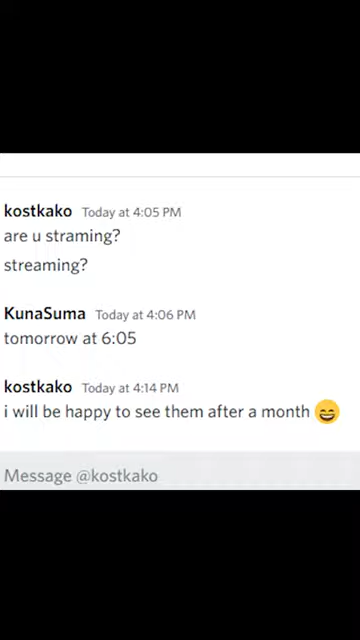 kostkako Today at 4:05 PM
are u straming?
streaming?
KunaSuma Today at 4:06 PM
tomorrow at 6:05
kostkako Today at 4:14 PM
i will be happy to see them after a month 😄
Message @kostkako